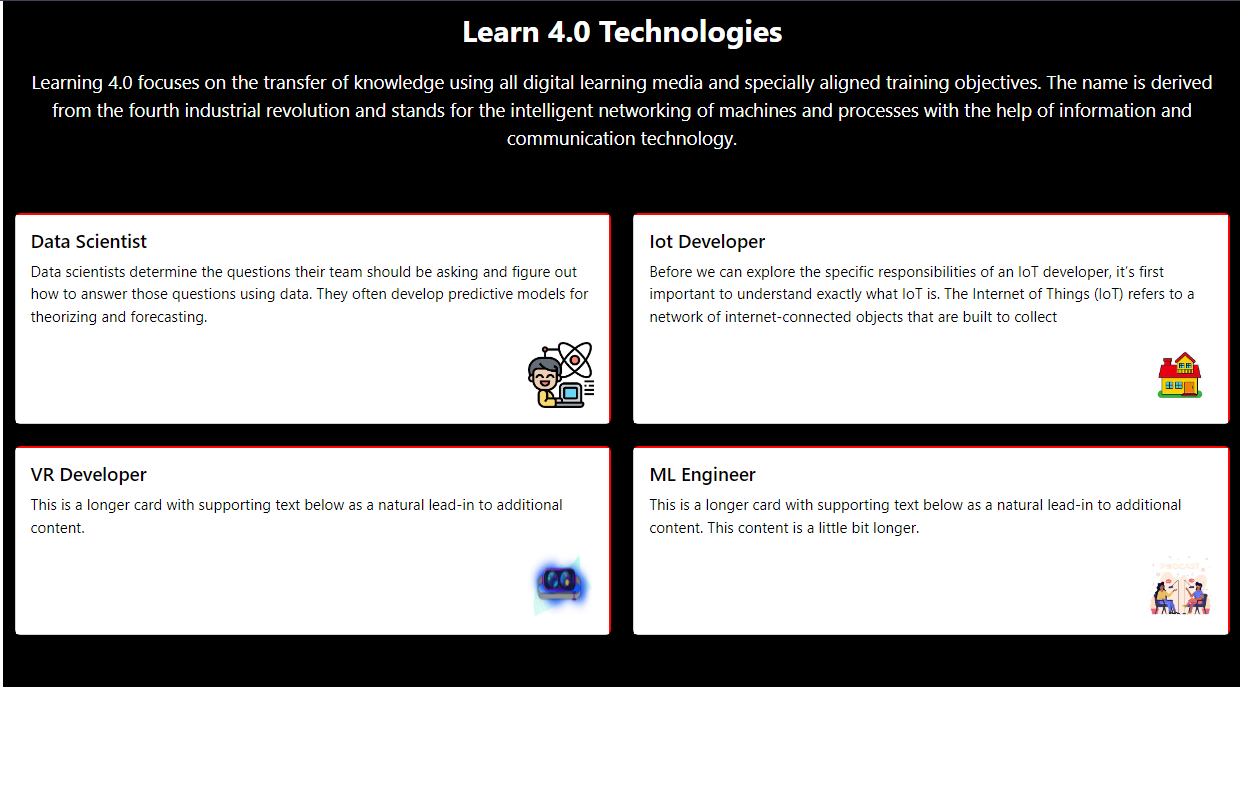 Learn 4.0 Technologies
Learning 4.0 focuses on the transfer of knowledge using all digital learning media and specially aligned training objectives. The name is derived
from the fourth industrial revolution and stands for the intelligent networking of machines and processes with the help of information and
communication technology.
Data Scientist
Data scientists determine the questions their team should be asking and figure out
how to answer those questions using data. They often develop predictive models for
theorizing and forecasting.
Iot Developer
Before we can explore the specific responsibilities of an IoT developer, it's first
important to understand exactly what IoT is. The Internet of Things (IoT) refers to a
network of internet-connected objects that are built to collect
VR Developer
This is a longer card with supporting text below as a natural lead-in to additional
content.
ML Engineer
This is a longer card with supporting text below as a natural lead-in to additional
content. This content is a little bit longer.
PODCAST